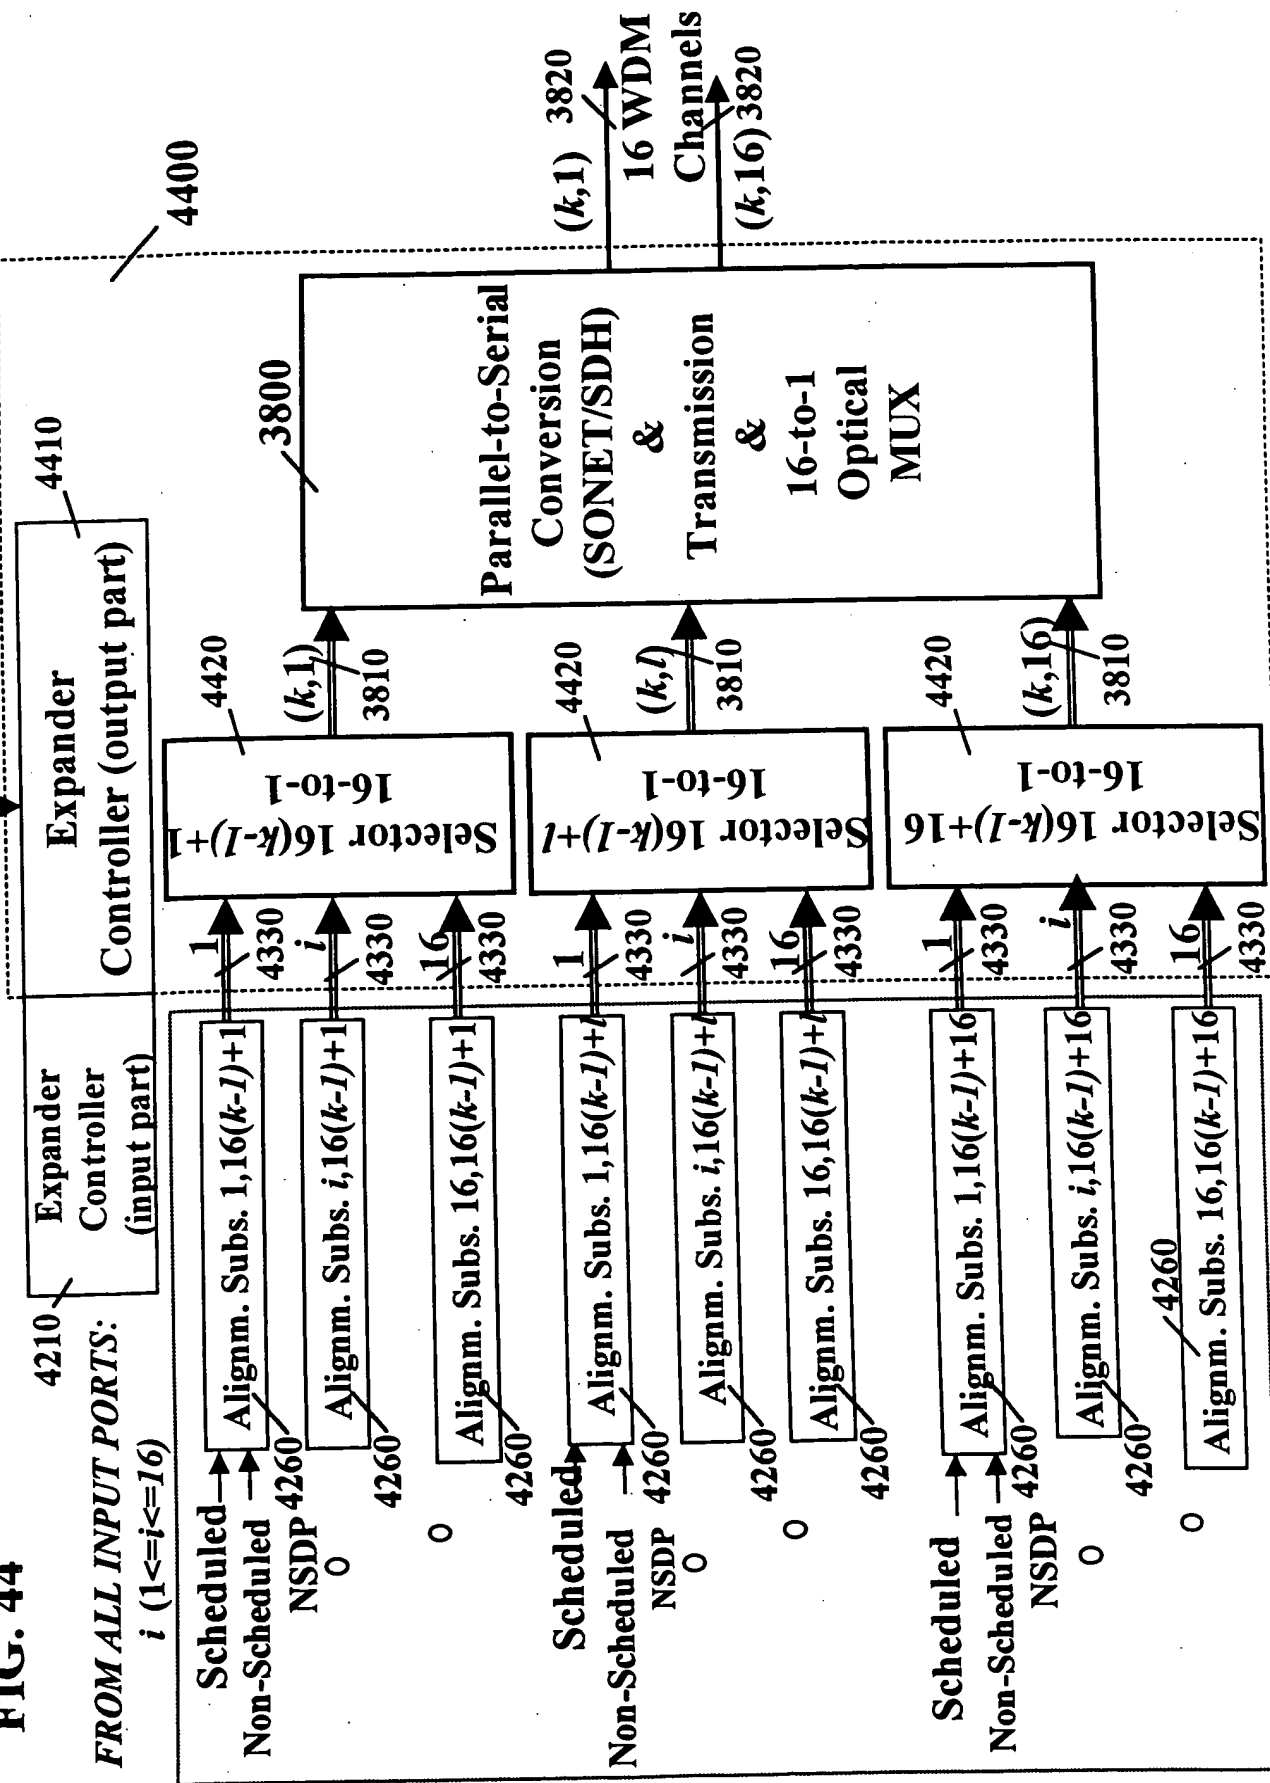 FIG. 44
FROM ALL INPUT PORTS:
i (1<=i<=16)
4210
Expander
Controller
(input part)
Expander
Controller (output part)
4410
4400
Scheduled
Non-Scheduled
NSDP
Alignm. Subs. 1,16(k-1)+1
4260
1
4330
Alignm. Subs. i,16(k-1)+1
4260
i
4330
Alignm. Subs. 16,16(k-1)+1
4260
16
4330
16-to-1
Selector 16(k-1)+1
4420
(k,1)
3810
Scheduled
Non-Scheduled
NSDP
Alignm. Subs. 1,16(k-1)+l
4260
1
4330
Alignm. Subs. i,16(k-1)+l
4260
i
4330
Alignm. Subs. 16,16(k-1)+l
4260
16
4330
16-to-1
Selector 16(k-1)+l
4420
(k,l)
3810
Scheduled
Non-Scheduled
NSDP
Alignm. Subs. 1,16(k-1)+16
4260
1
4330
Alignm. Subs. i,16(k-1)+16
4260
i
4330
Alignm. Subs. 16,16(k-1)+16
4260
16
4330
16-to-1
Selector 16(k-1)+16
4420
(k,16)
3810
3800
Parallel-to-Serial
Conversion
(SONET/SDH)
&
Transmission
&
16-to-1
Optical
MUX
(k,1)
3820
16 WDM
Channels
(k,16)
3820